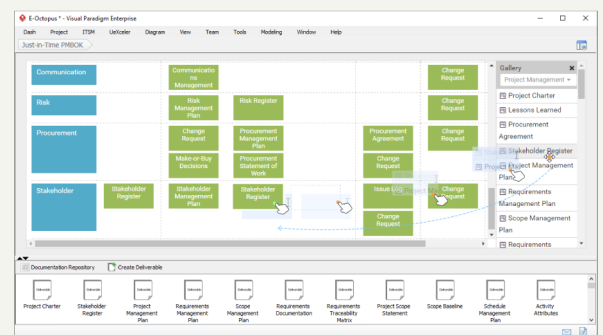 E-Octopus * - Visual Paradigm Enterprise
Dash Project ITSM UeXceler Diagram View Team Tools Modeling Window Help
Just-in-Time PMBOK
Communication
Communicatio
ns
Management
Change
Request
Risk
Risk
Management
Plan
Risk Register
Change
Request
Procurement
Change
Request
Procurement
Management
Plan
Procurement
Agreement
Change
Request
Make-or-Buy
Decisions
Procurement
Statement of
Work
Change
Request
Stakeholder
Stakeholder
Register
Stakeholder
Management
Plan
Stakeholder
Register
Issue Log
Change
Request
Change
Request
Gallery
Project Management
Project Charter
Lessons Learned
Procurement
Agreement
Stakeholder Register
Project Management
Plan
Requirements
Management Plan
Scope Management
Plan
Requirements
Documentation Repository Create Deliverable
Project Charter
Stakeholder
Register
Project
Management
Plan
Requirements
Management
Plan
Scope
Management
Plan
Requirements
Documentation
Requirements
Traceability
Matrix
Project Scope
Statement
Scope Baseline
Schedule
Management
Plan
Activity
Attributes